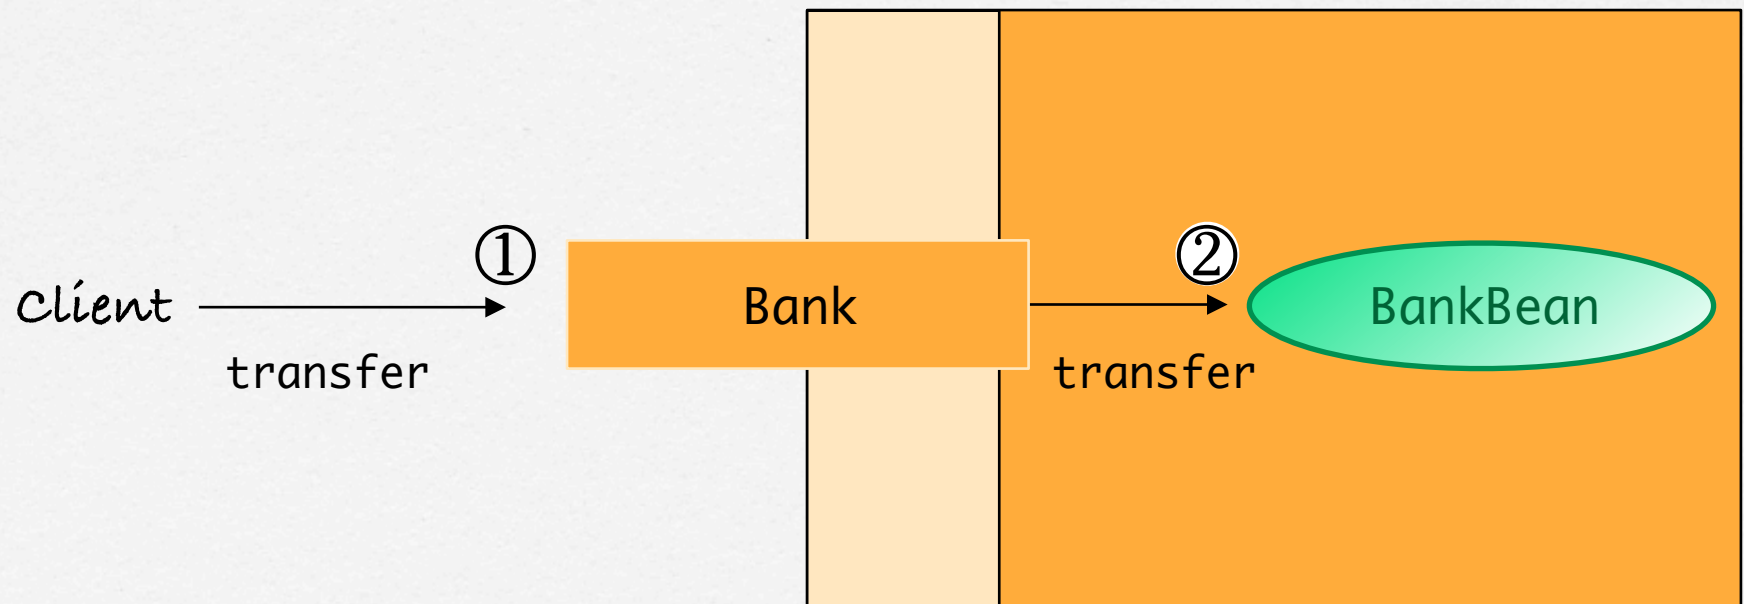 ①
②
Client
Bank
BankBean
transfer
transfer